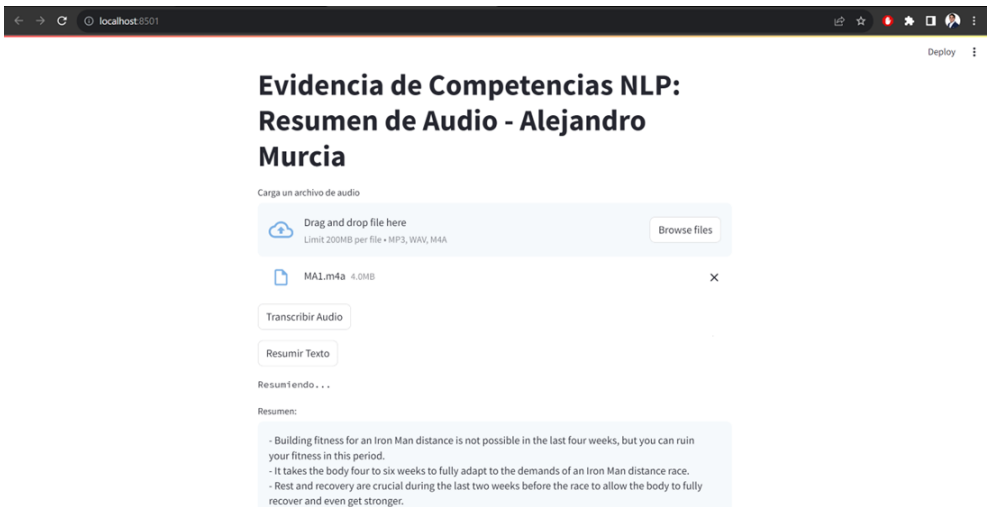 localhost:8501
Deploy
Evidencia de Competencias NLP:
Resumen de Audio - Alejandro
Murcia
Carga un archivo de audio
Drag and drop file here
Limit 200MB per file • MP3, WAV, M4A
Browse files
MA1.m4a 4.0MB
Transcribir Audio
Resumir Texto
Resumiendo...
Resumen:
- Building fitness for an Iron Man distance is not possible in the last four weeks, but you can ruin
your fitness in this period.
- It takes the body four to six weeks to fully adapt to the demands of an Iron Man distance race.
- Rest and recovery are crucial during the last two weeks before the race to allow the body to fully
recover and even get stronger.